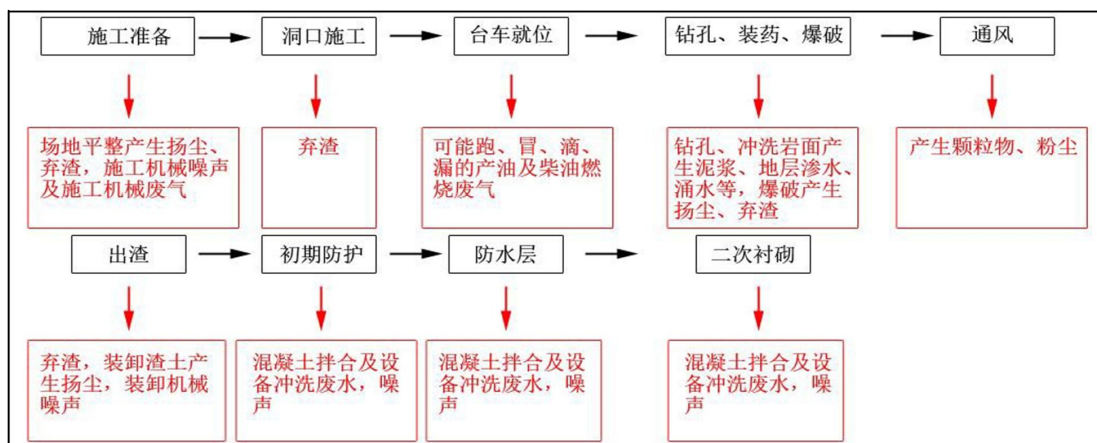 施工准备
洞口施工
台车就位
钻孔、装药、爆破
通风
场地平整产生扬尘、
弃渣，施工机械噪声
及施工机械废气
弃渣
可能跑、冒、滴、
漏的产油及柴油燃
烧废气
钻孔、冲洗岩面产
生泥浆、地层渗水、
涌水等，爆破产生
扬尘、弃渣
产生颗粒物、粉尘
出渣
初期防护
防水层
二次衬砌
弃渣，装卸渣土产
生扬尘，装卸机械
噪声
混凝土拌合及设
备冲洗废水，噪
声
混凝土拌合及设
备冲洗废水，噪
声
混凝土拌合及设
备冲洗废水，噪
声